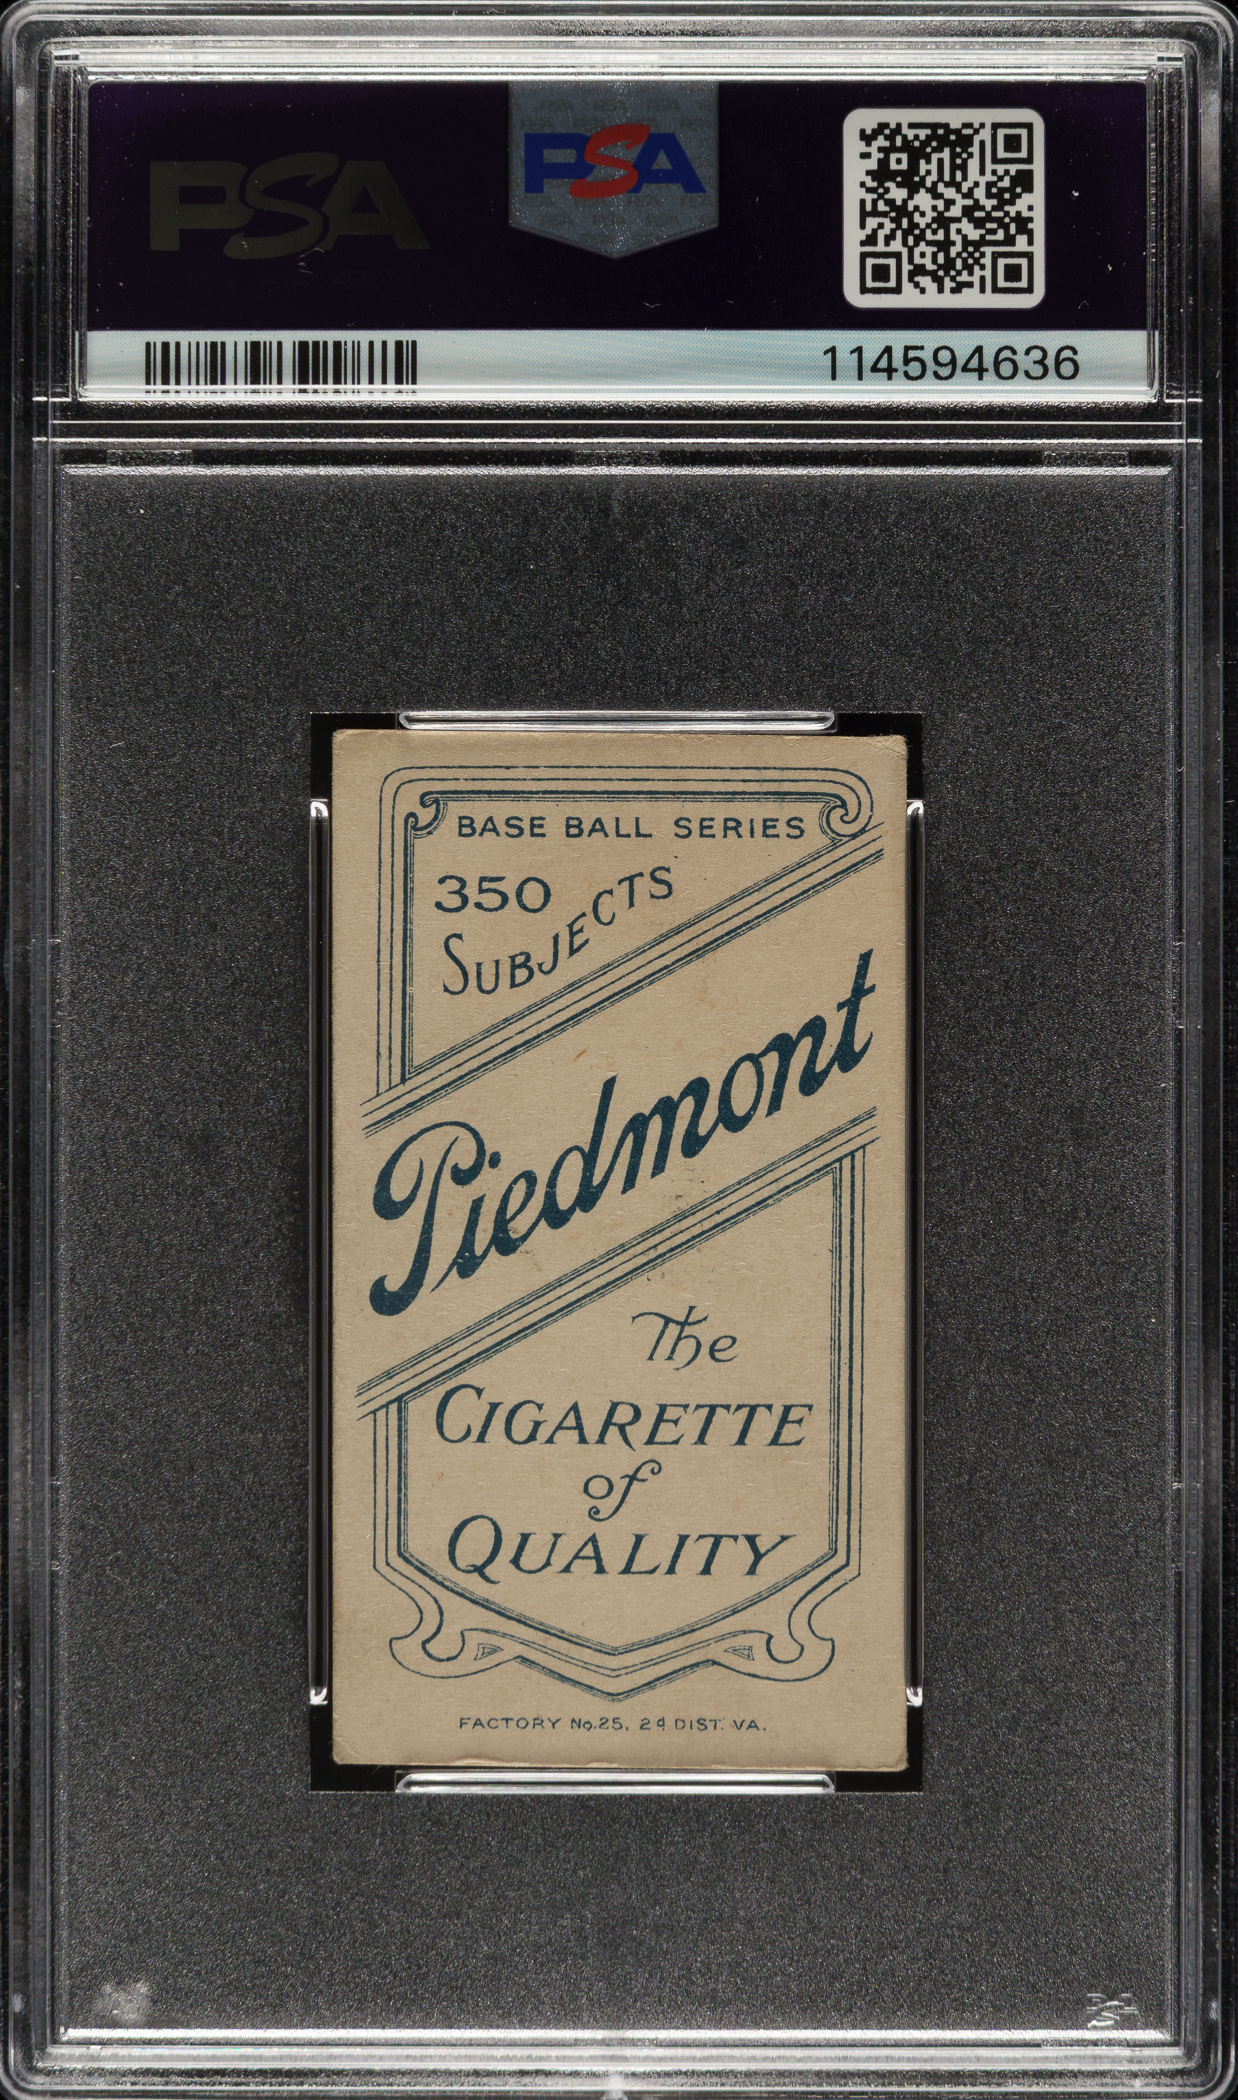 PSA
PSA
114594636
BASE BALL SERIES
350
SUBJECTS
Piedmont
The
CIGARETTE
of
QUALITY
FACTORY No. 25, 2d DIST. VA.